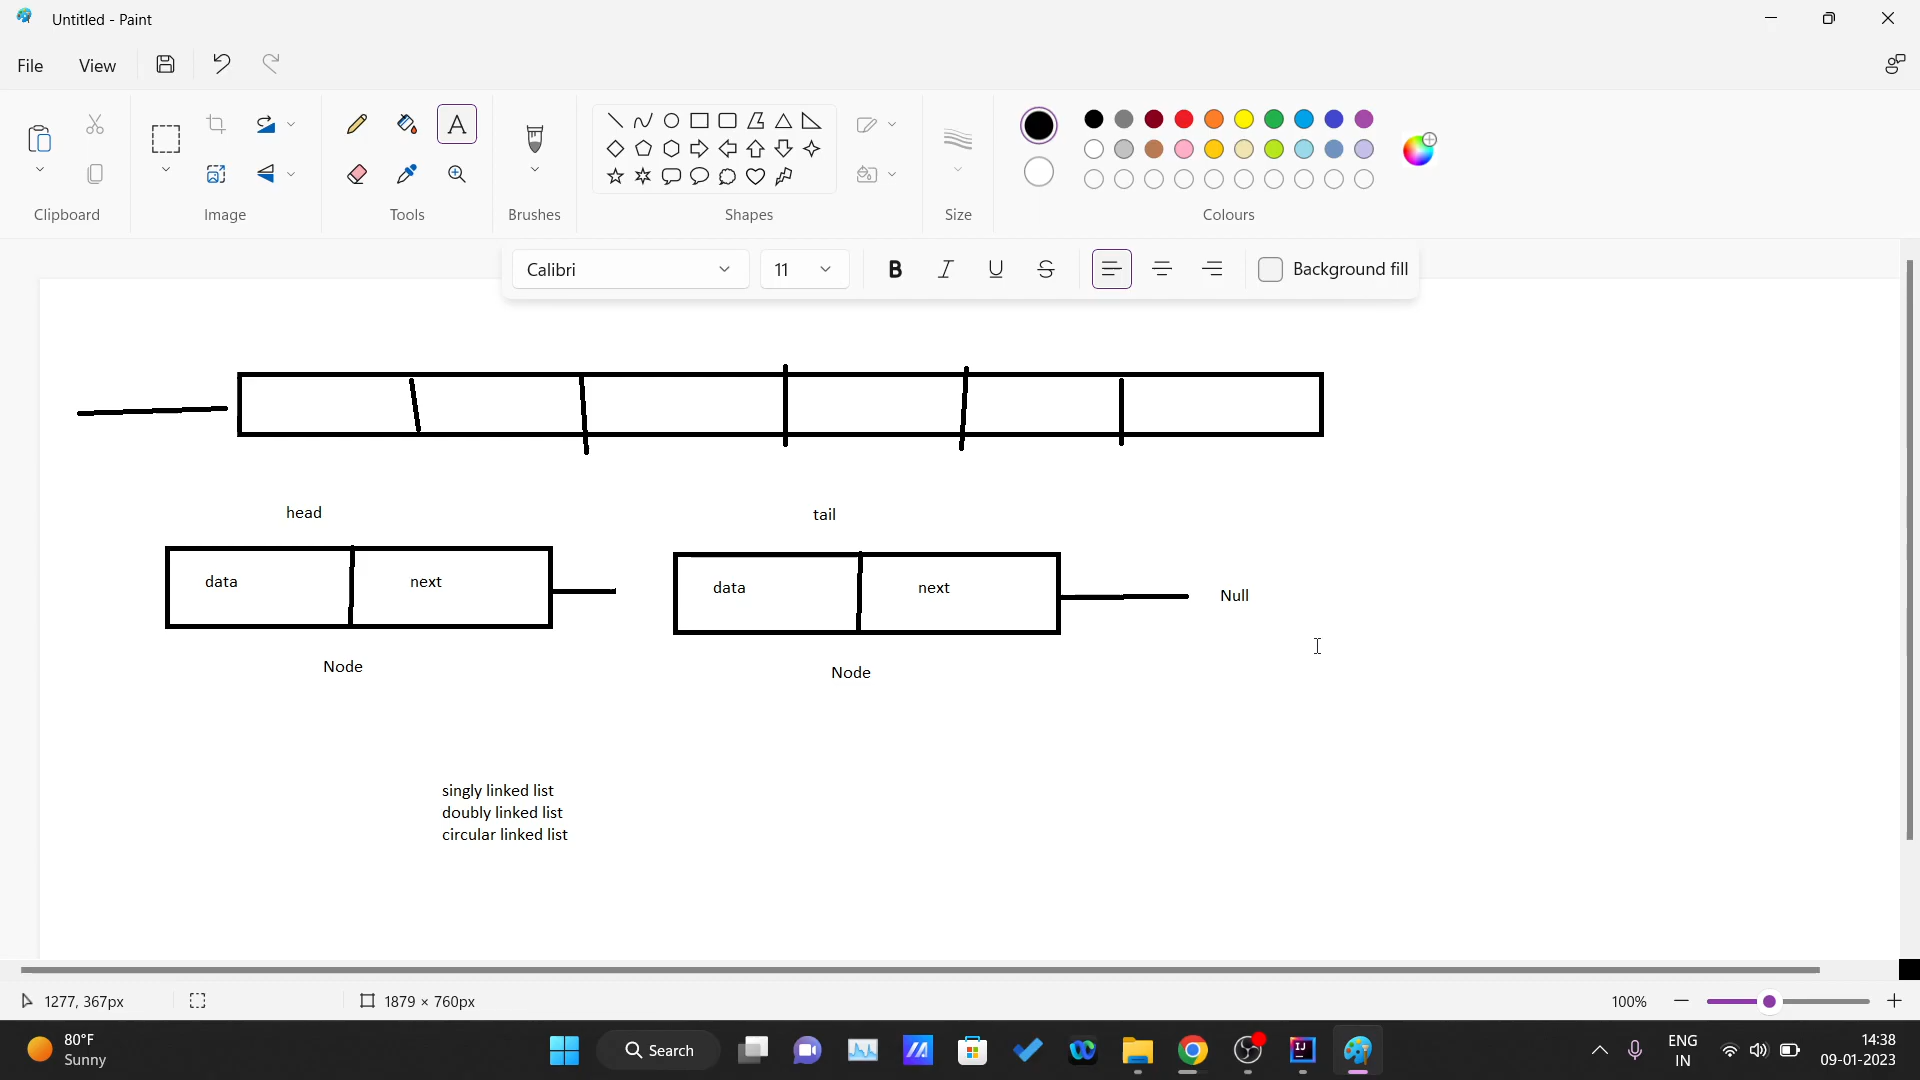 Untitled - Paint
File View
Clipboard
Image
Tools
Brushes
Shapes
Size
Colours
Calibri
11
B I U S
Background fill
head
tail
data
next
data
next
Null
Node
Node
singly linked list
doubly linked list
circular linked list
1277, 367px
1879 × 760px
100%
80°F
Sunny
Search
ENG
IN
14:38
09-01-2023